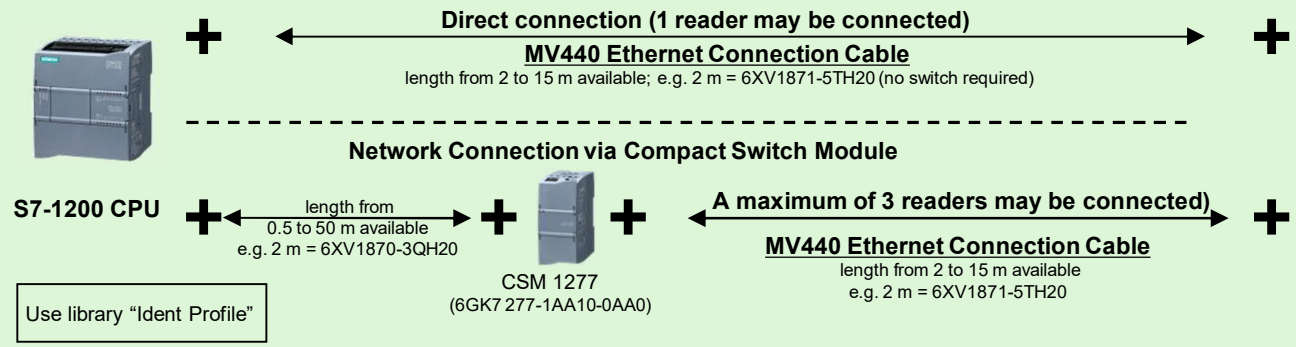 Direct connection (1 reader may be connected)
MV440 Ethernet Connection Cable
length from 2 to 15 m available; e.g. 2 m = 6XV1871-5TH20 (no switch required)
Network Connection via Compact Switch Module
S7-1200 CPU
length from
0.5 to 50 m available
e.g. 2 m = 6XV1870-3QH20
A maximum of 3 readers may be connected)
MV440 Ethernet Connection Cable
length from 2 to 15 m available
e.g. 2 m = 6XV1871-5TH20
CSM 1277
(6GK7 277-1AA10-0AA0)
Use library “Ident Profile”